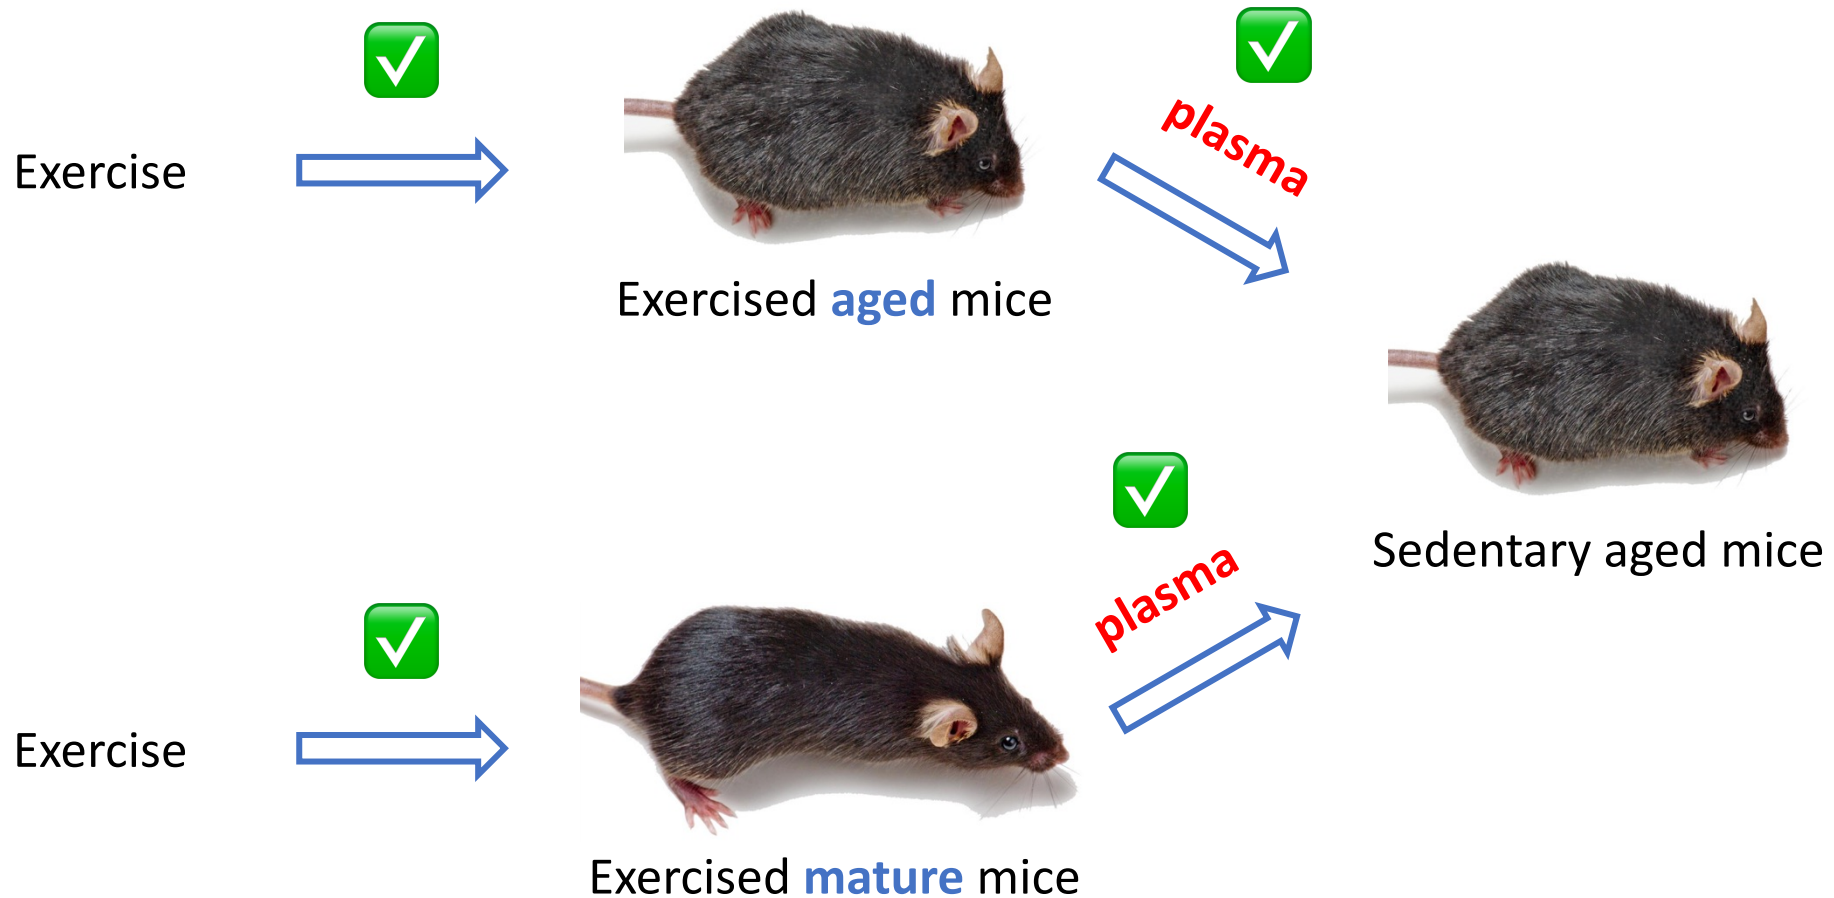 Exercise
Exercised aged mice
plasma
Sedentary aged mice
plasma
Exercise
Exercised mature mice